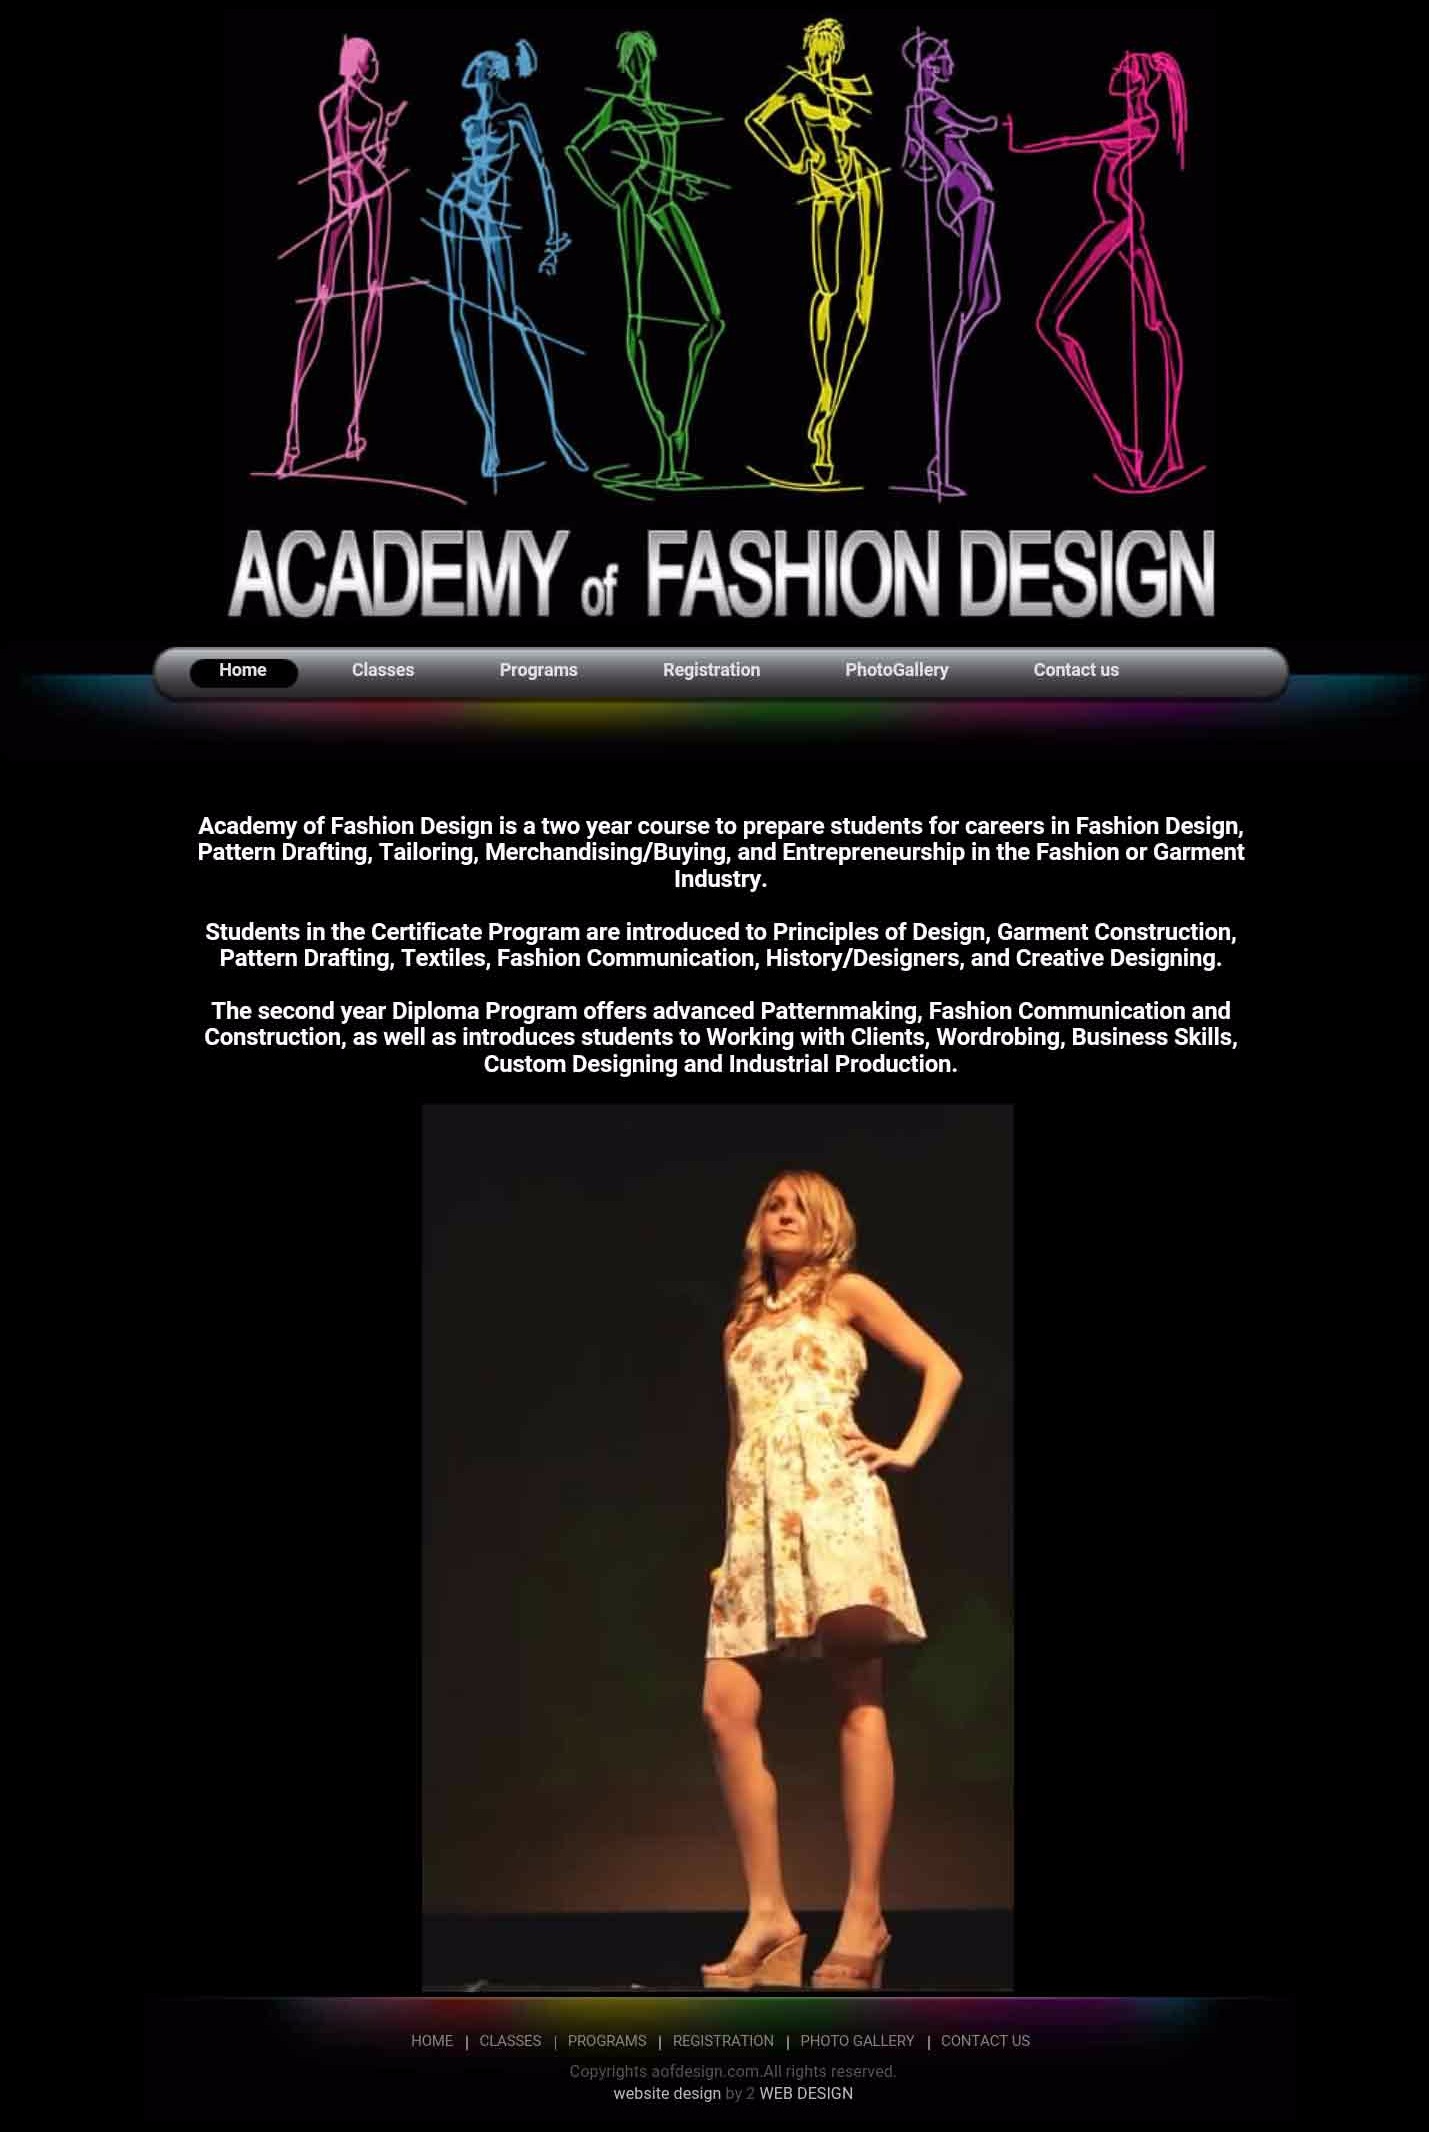 ACADEMY of FASHION DESIGN
Home Classes Programs Registration PhotoGallery Contact us
Academy of Fashion Design is a two year course to prepare students for careers in Fashion Design,
Pattern Drafting, Tailoring, Merchandising/Buying, and Entrepreneurship in the Fashion or Garment
Industry.
Students in the Certificate Program are introduced to Principles of Design, Garment Construction,
Pattern Drafting, Textiles, Fashion Communication, History/Designers, and Creative Designing.
The second year Diploma Program offers advanced Patternmaking, Fashion Communication and
Construction, as well as introduces students to Working with Clients, Wordrobing, Business Skills,
Custom Designing and Industrial Production.
HOME | CLASSES | PROGRAMS | REGISTRATION | PHOTO GALLERY | CONTACT US
Copyrights aofdesign.com.All rights reserved.
website design by 2 WEB DESIGN